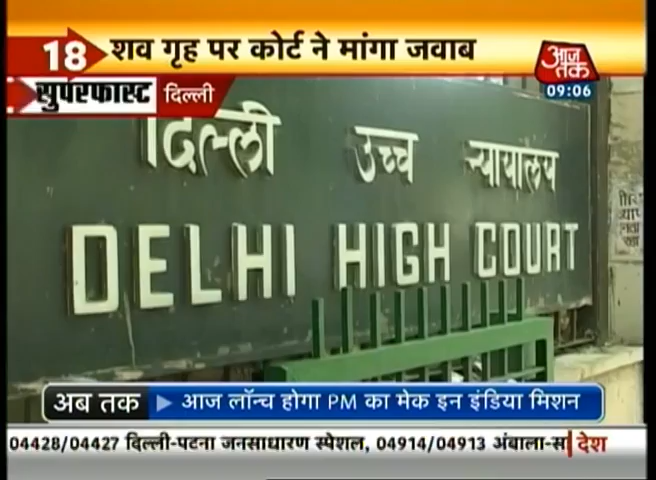 18 शव गृह पर कोर्ट ने मांगा जवाब
आज तक
09:06
सुपरफास्ट दिल्ली
दिल्ली उच्च न्यायालय
DELHI HIGH COURT
अब तक आज लॉन्च होगा PM का मेक इन इंडिया मिशन
04428/04427 दिल्ली-पटना जनसाधारण स्पेशल, 04914/04913 अंबाला-स देश